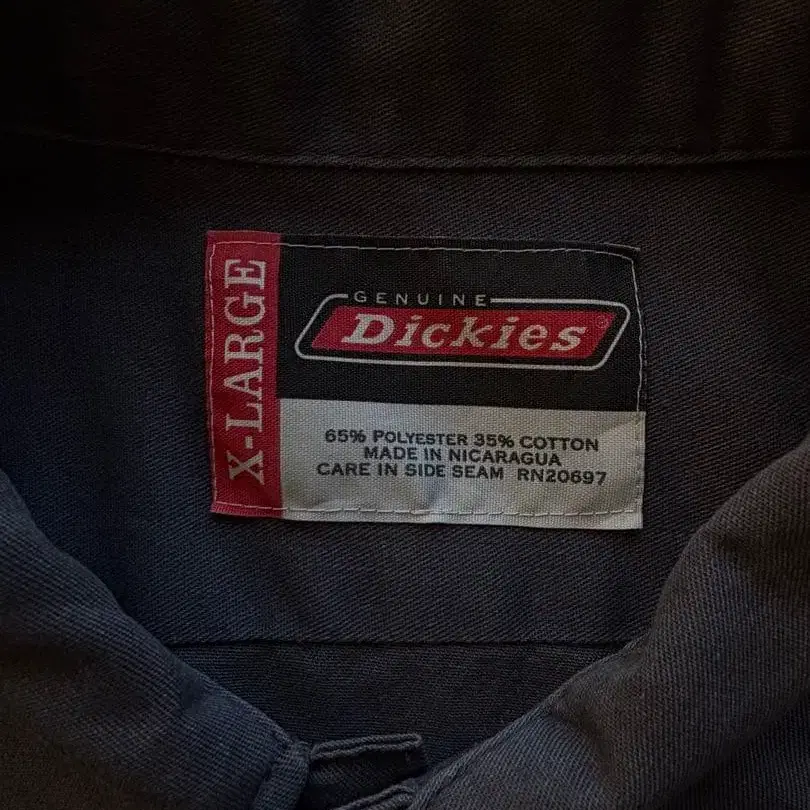 X-LARGE
GENUINE
Dickies
65% POLYESTER 35% COTTON
MADE IN NICARAGUA
CARE IN SIDE SEAM RN20697